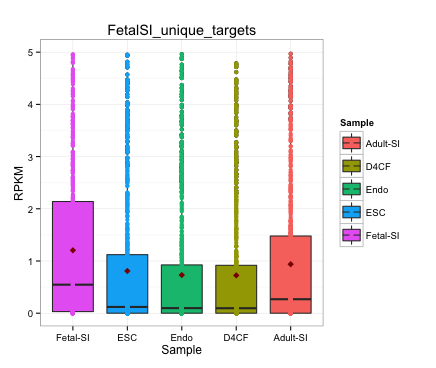 FetalSI_unique_targets
RPKM
5
4
3
2
1
0
Fetal-SI ESC Endo D4CF Adult-SI
Sample
Sample
Adult-SI
D4CF
Endo
ESC
Fetal-SI